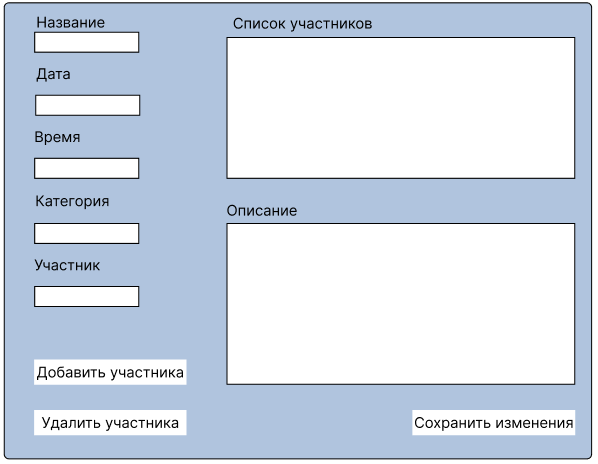 Название
Дата
Время
Категория
Участник
Добавить участника
Удалить участника
Список участников
Описание
Сохранить изменения